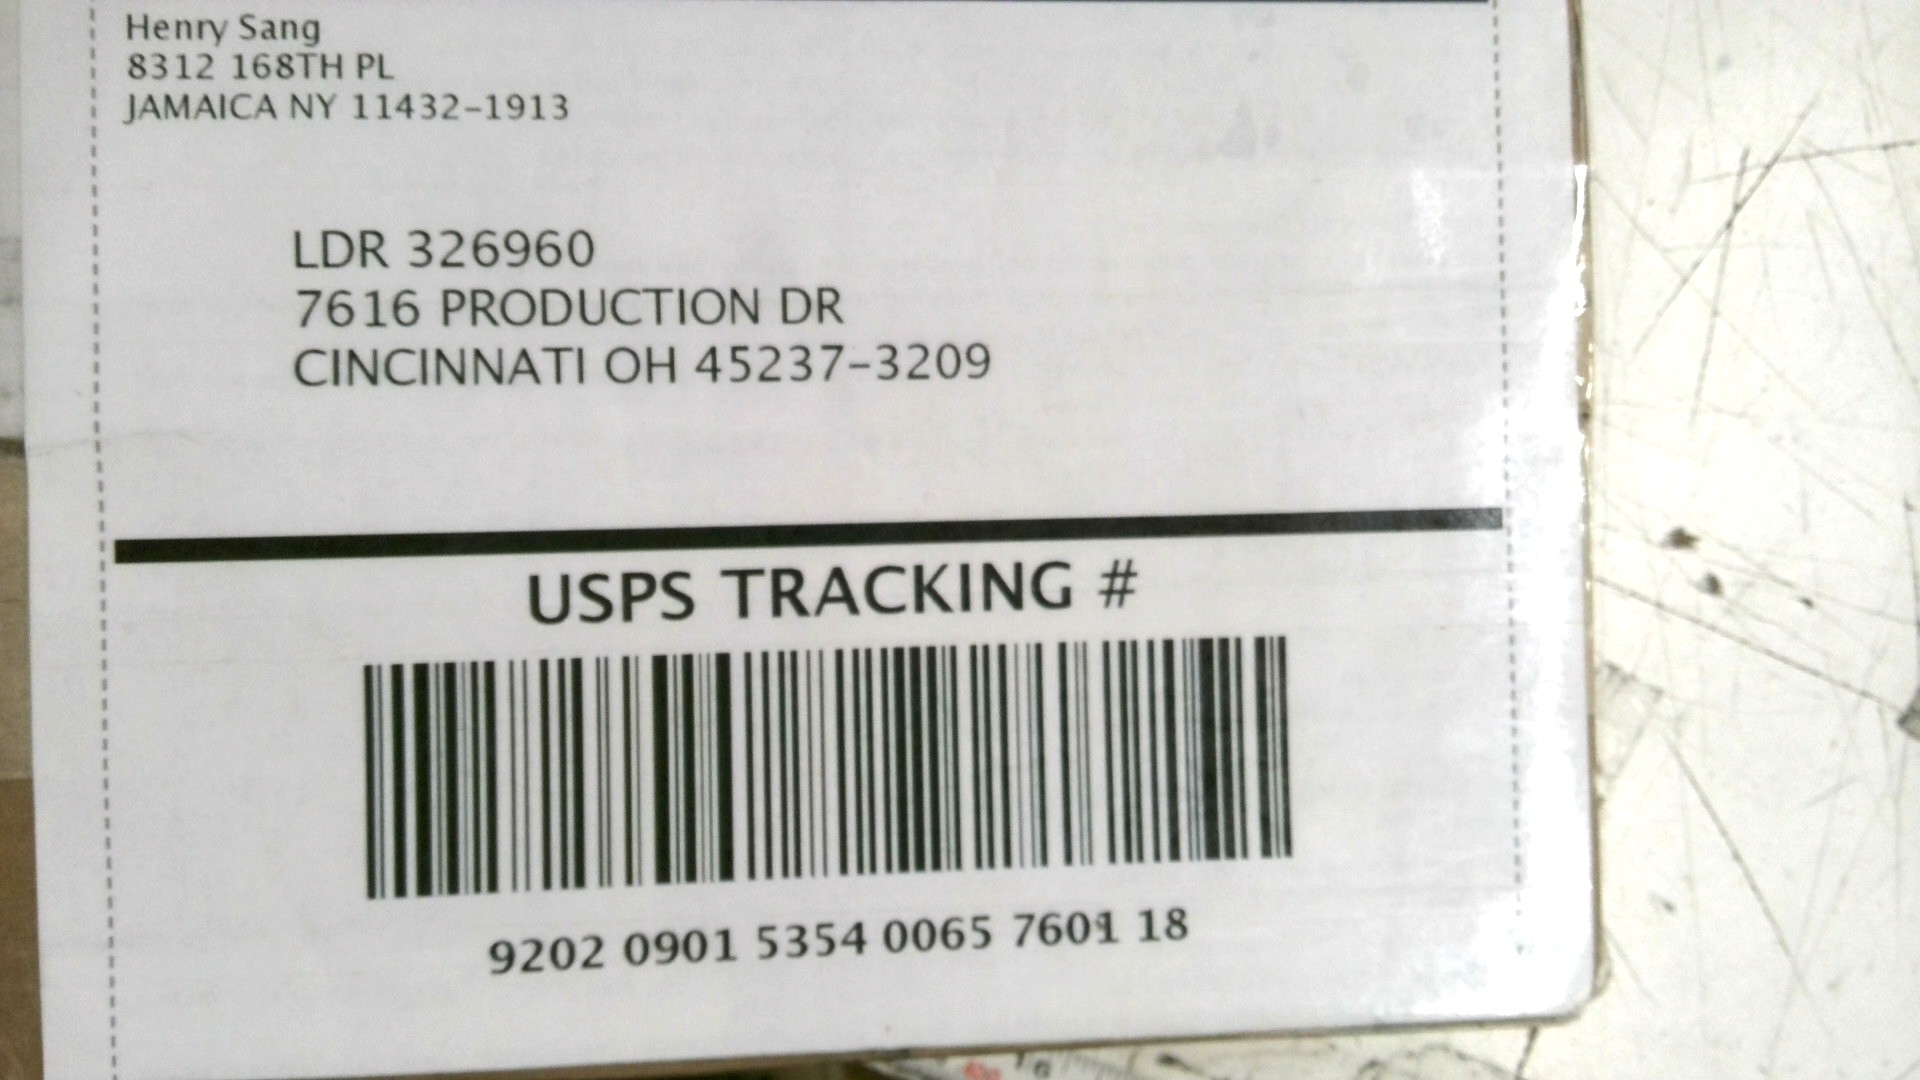 Henry Sang
8312 168TH PL
JAMAICA NY 11432-1913
LDR 326960
7616 PRODUCTION DR
CINCINNATI OH 45237-3209
USPS TRACKING #
9202 0901 5354 0065 7601 18